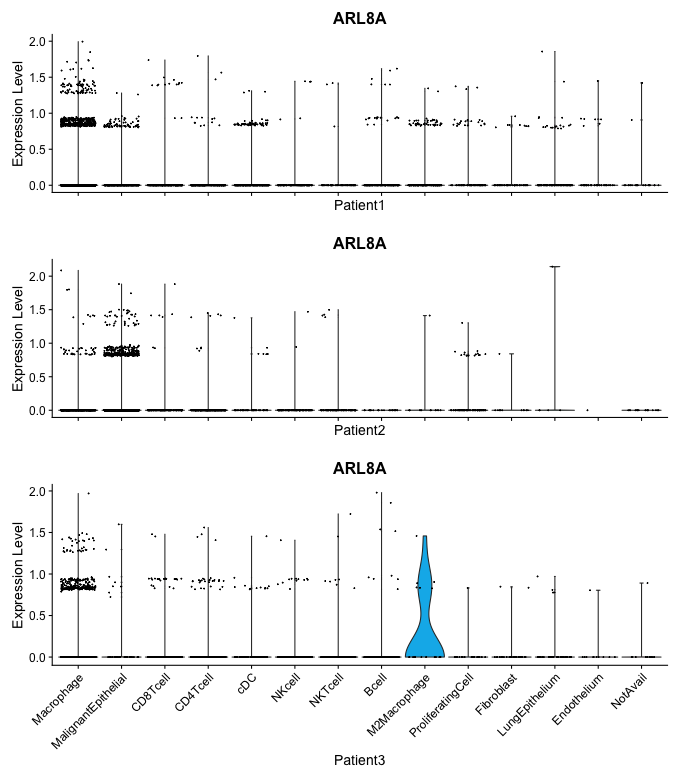 ARL8A
Expression Level
2.0
1.5
1.0
0.5
0.0
Patient1
ARL8A
Expression Level
2.0
1.5
1.0
0.5
0.0
Patient2
ARL8A
Expression Level
2.0
1.5
1.0
0.5
0.0
Macrophage
MalignantEpithelial
CD8Tcell
CD4Tcell
cDC
NKcell
NKTcell
Bcell
M2Macrophage
ProliferatingCell
Fibroblast
LungEpithelium
Endothelium
NotAvail
Patient3